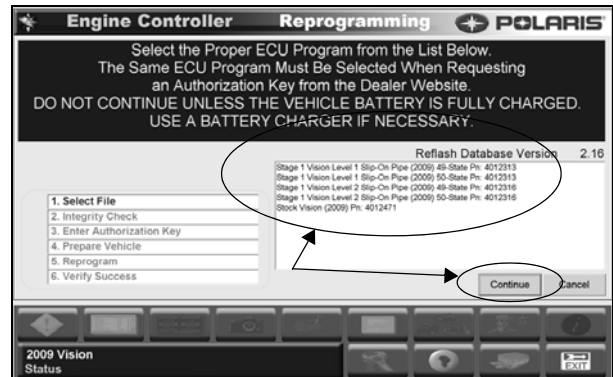 Engine Controller Reprogramming POLARIS
Select the Proper ECU Program from the List Below.
The Same ECU Program Must Be Selected When Requesting
an Authorization Key from the Dealer Website.
DO NOT CONTINUE UNLESS THE VEHICLE BATTERY IS FULLY CHARGED.
USE A BATTERY CHARGER IF NECESSARY.
Reflash Database Version 2.16
Stage 1 Vision Level 1 Slip-On Pipe (2009) 49-State Pn: 4012313
Stage 1 Vision Level 1 Slip-On Pipe (2009) 50-State Pn: 4012313
Stage 1 Vision Level 2 Slip-On Pipe (2009) 49-State Pn: 4012316
Stage 1 Vision Level 2 Slip-On Pipe (2009) 50-State Pn: 4012316
Stock Vision (2009) Pn: 4012471
1. Select File
2. Integrity Check
3. Enter Authorization Key
4. Prepare Vehicle
5. Reprogram
6. Verify Success
Continue
Cancel
2009 Vision
Status
EXIT